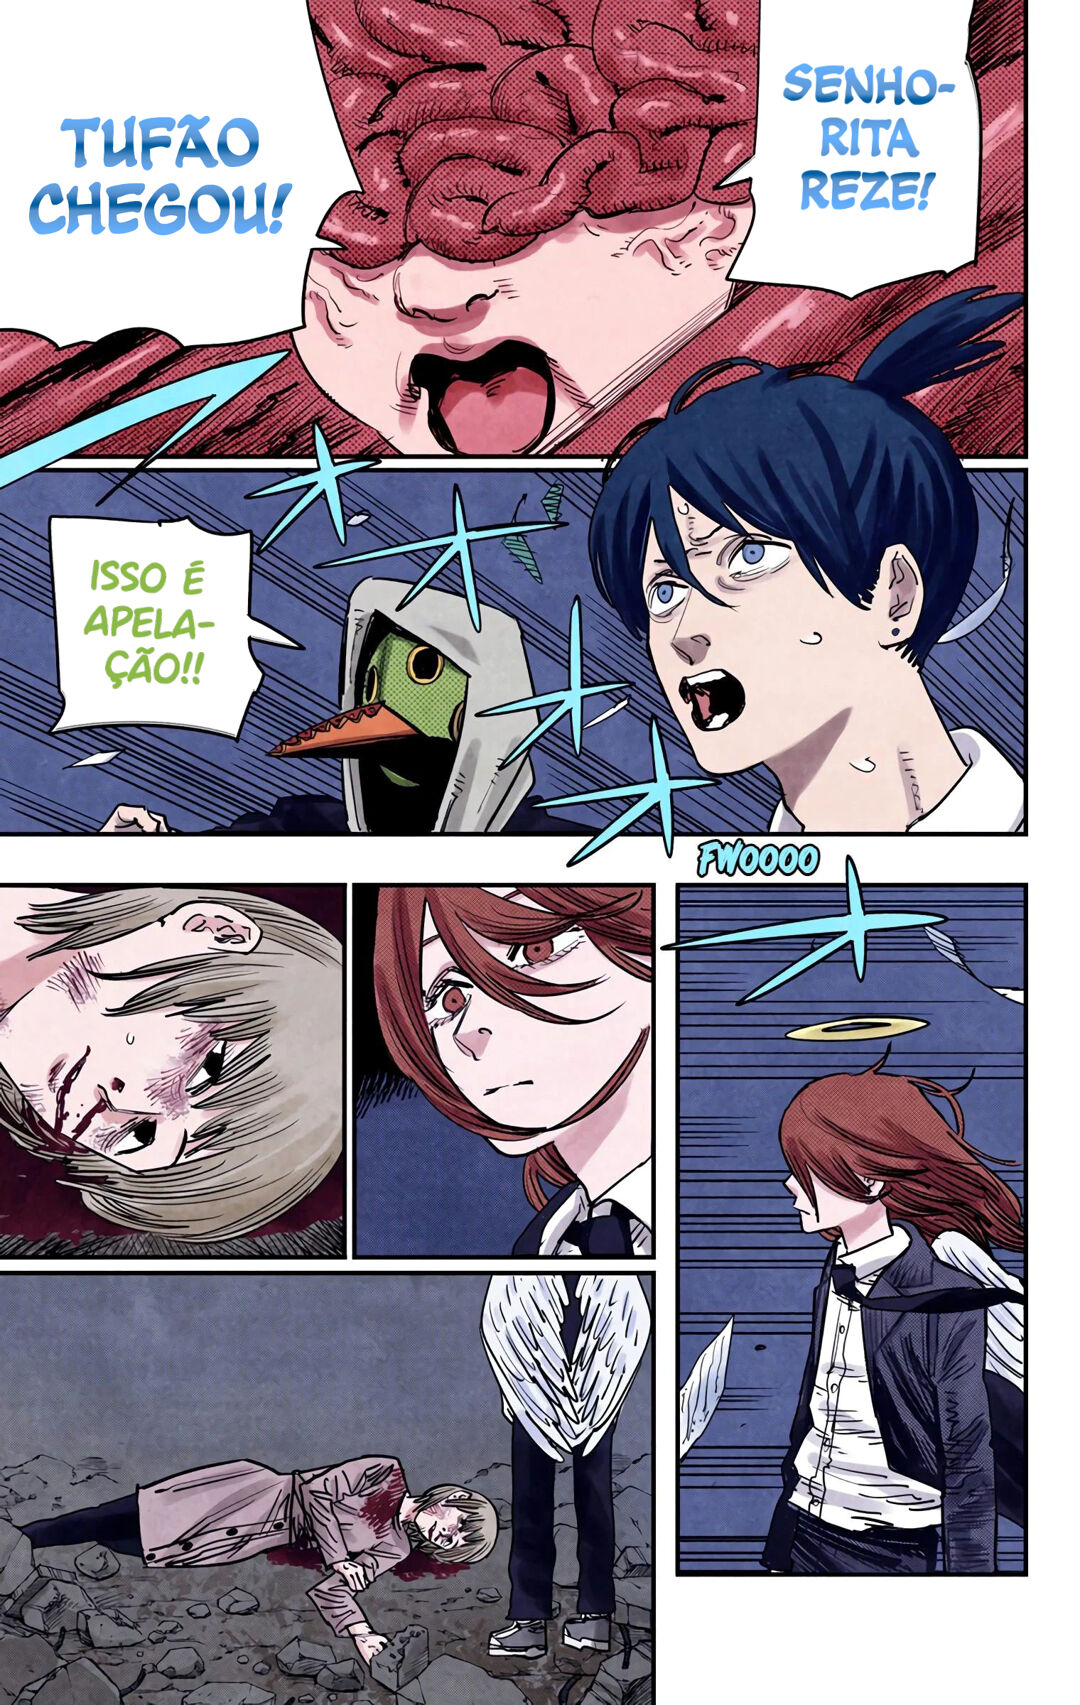 SENHO-
RITA
REZE!
TUFÃO
CHEGOU!
ISSO É
APELA-
ÇÃO!!
FWOOOO